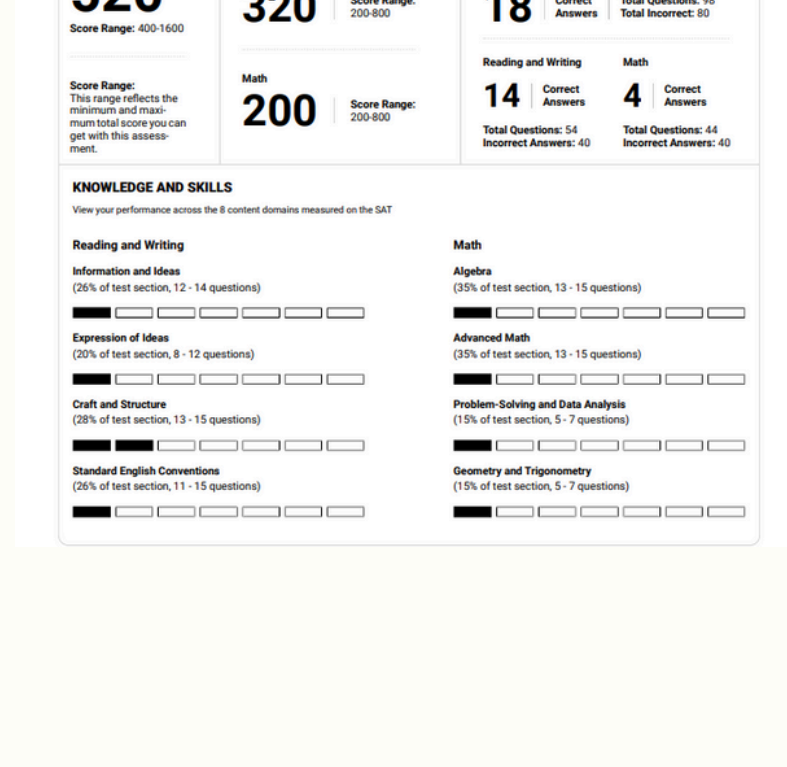 520
Score Range: 400-1600
Score Range:
This range reflects the
minimum and maxi-
mum total score you can
get with this assess-
ment.
320
Score Range:
200-800
Math
200
Score Range:
200-800
18
Correct
Answers
Total Questions: 98
Total Incorrect: 80
Reading and Writing
14
Correct
Answers
Total Questions: 54
Incorrect Answers: 40
Math
4
Correct
Answers
Total Questions: 44
Incorrect Answers: 40
KNOWLEDGE AND SKILLS
View your performance across the 8 content domains measured on the SAT
Reading and Writing
Information and Ideas
(26% of test section, 12 - 14 questions)
Expression of Ideas
(20% of test section, 8 - 12 questions)
Craft and Structure
(28% of test section, 13 - 15 questions)
Standard English Conventions
(26% of test section, 11 - 15 questions)
Math
Algebra
(35% of test section, 13 - 15 questions)
Advanced Math
(35% of test section, 13 - 15 questions)
Problem-Solving and Data Analysis
(15% of test section, 5 - 7 questions)
Geometry and Trigonometry
(15% of test section, 5 - 7 questions)